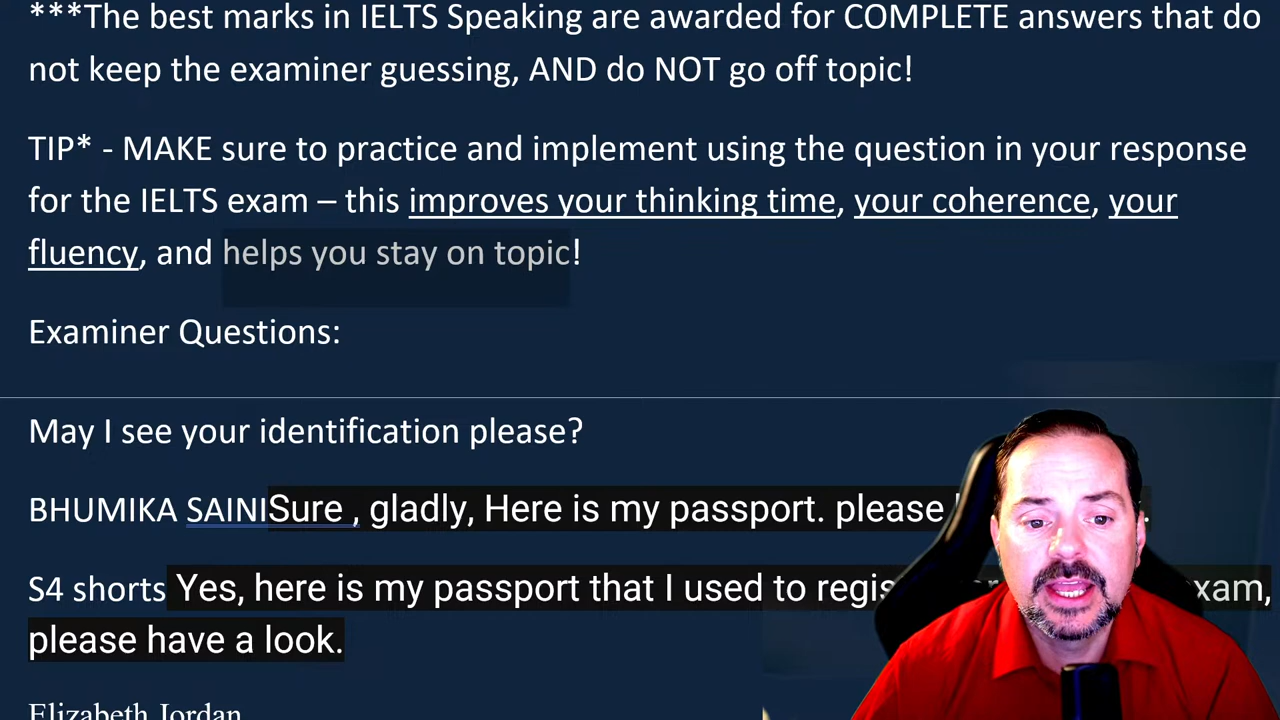 ***The best marks in IELTS Speaking are awarded for COMPLETE answers that do
not keep the examiner guessing, AND do NOT go off topic!
TIP* - MAKE sure to practice and implement using the question in your response
for the IELTS exam – this improves your thinking time, your coherence, your
fluency, and helps you stay on topic!
Examiner Questions:
May I see your identification please?
BHUMIKA SAINISure , gladly, Here is my passport. please
S4 shorts Yes, here is my passport that I used to exam,
please have a look.
Elizabeth Jordan